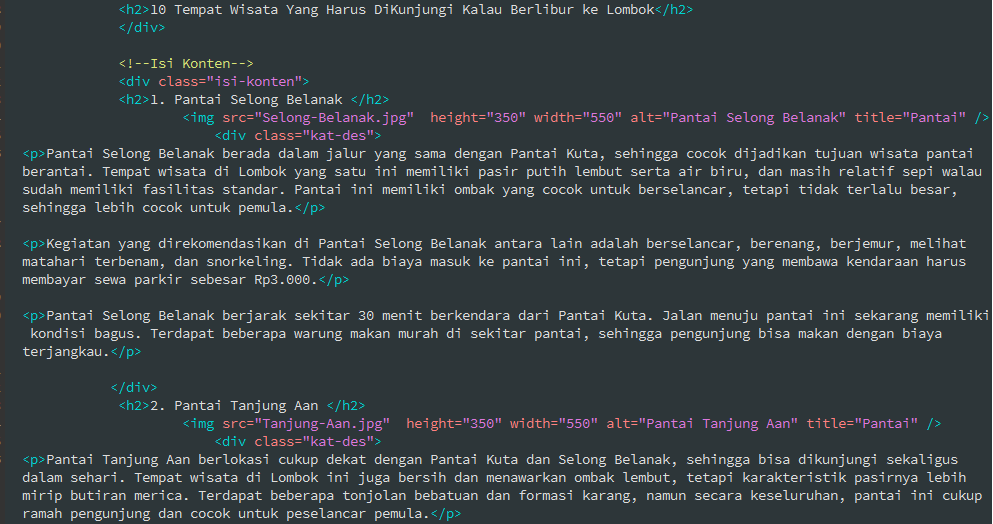 <h2>10 Tempat Wisata Yang Harus DiKunjungi Kalau Berlibur ke Lombok</h2>
</div>
<!--Isi Konten-->
<div class="isi-konten">
<h2>1. Pantai Selong Belanak </h2>
<img src="Selong-Belanak.jpg"  height="350" width="550" alt="Pantai Selong Belanak" title="Pantai" />
<div class="kat-des">
<p>Pantai Selong Belanak berada dalam jalur yang sama dengan Pantai Kuta, sehingga cocok dijadikan tujuan wisata pantai
berantai. Tempat wisata di Lombok yang satu ini memiliki pasir putih lembut serta air biru, dan masih relatif sepi walau
sudah memiliki fasilitas standar. Pantai ini memiliki ombak yang cocok untuk berselancar, tetapi tidak terlalu besar,
sehingga lebih cocok untuk pemula.</p>
<p>Kegiatan yang direkomendasikan di Pantai Selong Belanak antara lain adalah berselancar, berenang, berjemur, melihat
matahari terbenam, dan snorkeling. Tidak ada biaya masuk ke pantai ini, tetapi pengunjung yang membawa kendaraan harus
membayar sewa parkir sebesar Rp3.000.</p>
<p>Pantai Selong Belanak berjarak sekitar 30 menit berkendara dari Pantai Kuta. Jalan menuju pantai ini sekarang memiliki
kondisi bagus. Terdapat beberapa warung makan murah di sekitar pantai, sehingga pengunjung bisa makan dengan biaya
terjangkau.</p>
</div>
<h2>2. Pantai Tanjung Aan </h2>
<img src="Tanjung-Aan.jpg"  height="350" width="550" alt="Pantai Tanjung Aan" title="Pantai" />
<div class="kat-des">
<p>Pantai Tanjung Aan berlokasi cukup dekat dengan Pantai Kuta dan Selong Belanak, sehingga bisa dikunjungi sekaligus
dalam sehari. Tempat wisata di Lombok ini juga bersih dan menawarkan ombak lembut, tetapi karakteristik pasirnya lebih
mirip butiran merica. Terdapat beberapa tonjolan bebatuan dan formasi karang, namun secara keseluruhan, pantai ini cukup
ramah pengunjung dan cocok untuk peselancar pemula.</p>